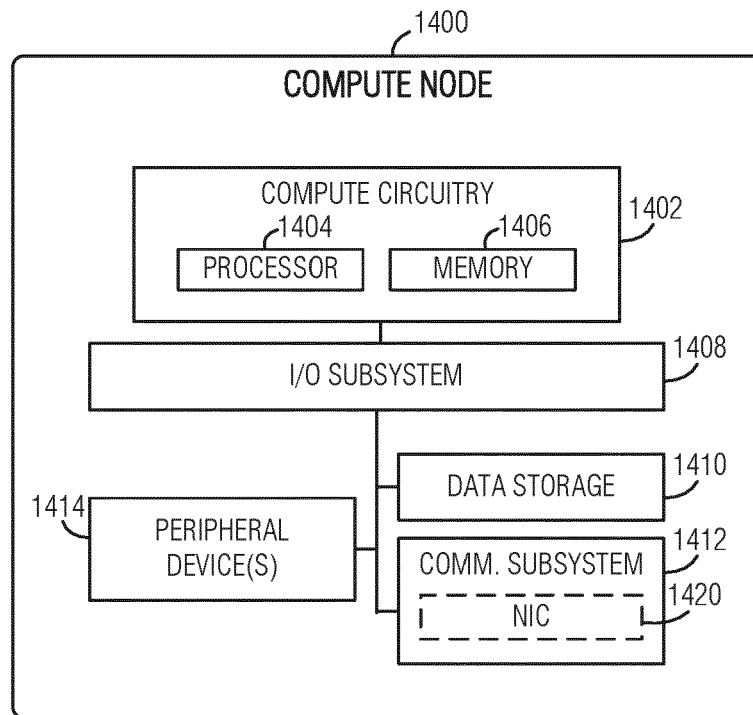 1400
COMPUTE NODE
COMPUTE CIRCUITRY
1402
1404
1406
PROCESSOR
MEMORY
I/O SUBSYSTEM
1408
DATA STORAGE
1410
1414
PERIPHERAL
DEVICE(S)
COMM. SUBSYSTEM
1412
NIC
1420